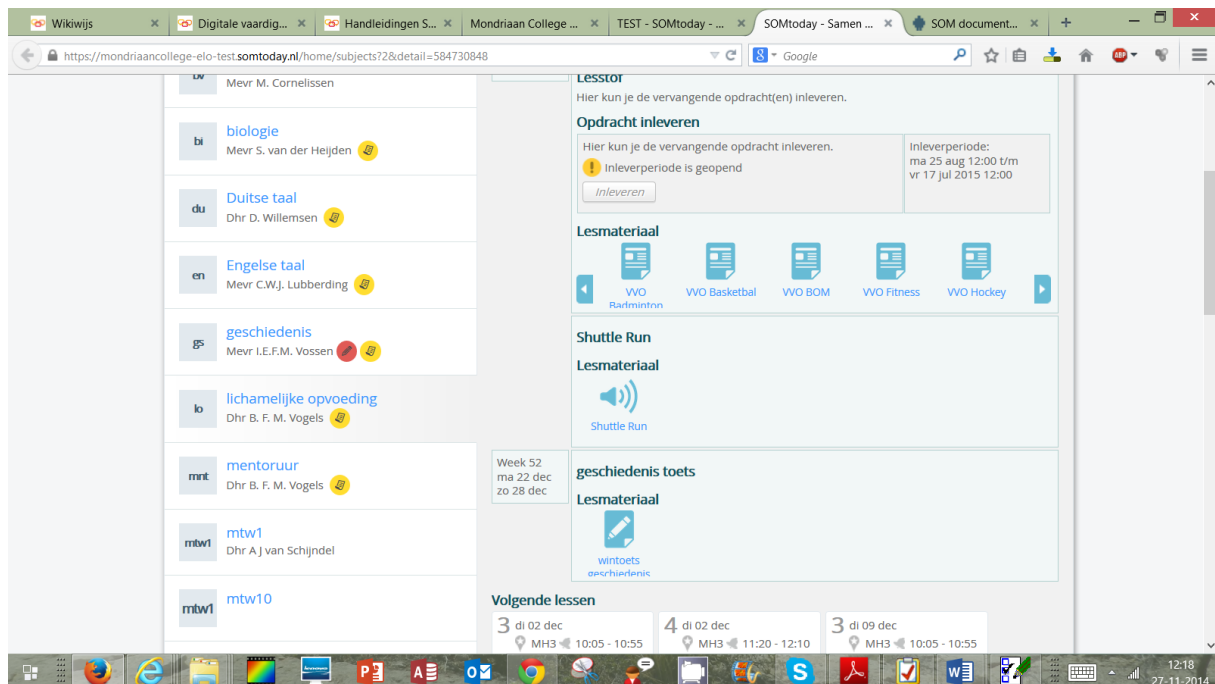 Wikiwijs
Digitale vaardig...
Handleidingen S...
Mondriaan College ...
TEST - SOMtoday - ...
SOMtoday - Samen ...
SOM document...
https://mondriaancollege-elo-test.somtoday.nl/home/subjects?2&detail=584730848
Google
ABP
bv
Mevr M. Cornelissen
bi
biologie
Mevr S. van der Heijden
du
Duitse taal
Dhr D. Willemsen
en
Engelse taal
Mevr C.W.J. Lubberding
gs
geschiedenis
Mevr I.E.F.M. Vossen
lo
lichamelijke opvoeding
Dhr B. F. M. Vogels
mnt
mentoruur
Dhr B. F. M. Vogels
mtw1
mtw1
Dhr A J van Schijndel
mtw1
mtw10
Lesstof
Hier kun je de vervangende opdracht(en) inleveren.
Opdracht inleveren
Hier kun je de vervangende opdracht inleveren.
Inleverperiode is geopend
Inleveren
Inleverperiode:
ma 25 aug 12:00 t/m
vr 17 jul 2015 12:00
Lesmateriaal
VVO
Badminton
VVO Basketbal
VVO BOM
VVO Fitness
VVO Hockey
Shuttle Run
Lesmateriaal
Shuttle Run
Week 52
ma 22 dec
zo 28 dec
geschiedenis toets
Lesmateriaal
wintoets
geschiedenis
Volgende lessen
3 di 02 dec
MH3 10:05 - 10:55
4 di 02 dec
MH3 11:20 - 12:10
3 di 09 dec
MH3 10:05 - 10:55
12:18
27-11-2014